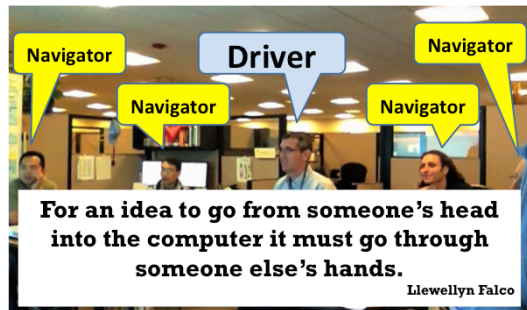 Navigator
Driver
Navigator
Navigator
Navigator
For an idea to go from someone's head
into the computer it must go through
someone else's hands.
Llewellyn Falco